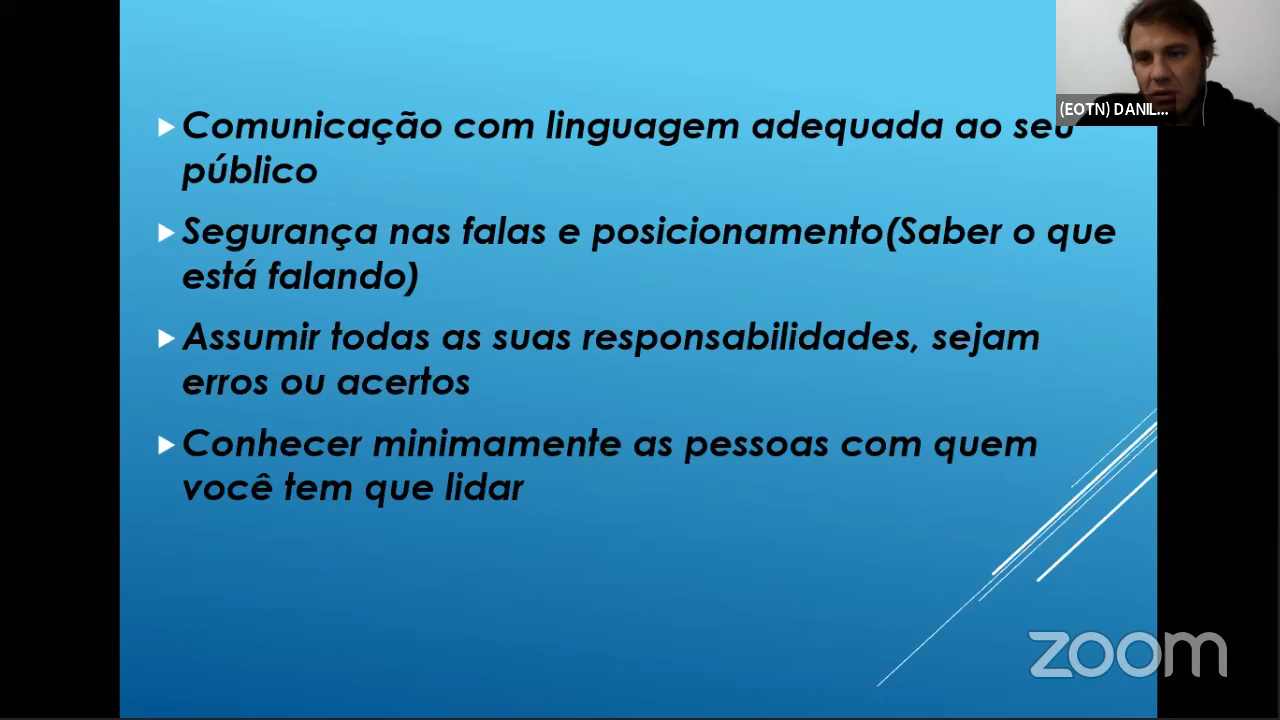 Comunicação com linguagem adequada ao seu
público
Segurança nas falas e posicionamento(Saber o que
está falando)
Assumir todas as suas responsabilidades, sejam
erros ou acertos
Conhecer minimamente as pessoas com quem
você tem que lidar
(EOTN) DANIL...
zoom